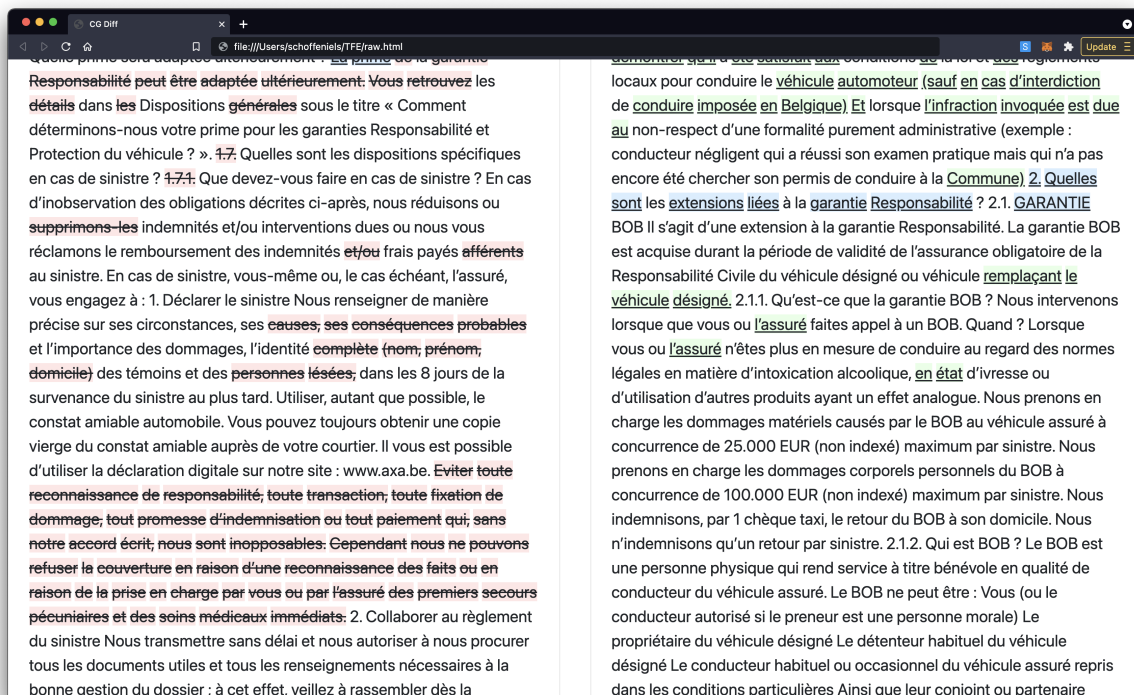 CG Diff
file:///Users/schoffeniels/TFE/raw.html
Update
Quelle prime sera adaptée ultérieurement ? La prime de la garantie
Responsabilité peut être adaptée ultérieurement. Vous retrouvez les
détails dans les Dispositions générales sous le titre « Comment
déterminons-nous votre prime pour les garanties Responsabilité et
Protection du véhicule ? ». 1.7. Quelles sont les dispositions spécifiques
en cas de sinistre ? 1.7.1. Que devez-vous faire en cas de sinistre ? En cas
d’inobservation des obligations décrites ci-après, nous réduisons ou
supprimons-les indemnités et/ou interventions dues ou nous vous
réclamons le remboursement des indemnités et/ou frais payés afférents
au sinistre. En cas de sinistre, vous-même ou, le cas échéant, l’assuré,
vous engagez à : 1. Déclarer le sinistre Nous renseigner de manière
précise sur ses circonstances, ses causes, ses conséquences probables
et l’importance des dommages, l’identité complète (nom, prénom,
domicile) des témoins et des personnes lésées, dans les 8 jours de la
survenance du sinistre au plus tard. Utiliser, autant que possible, le
constat amiable automobile. Vous pouvez toujours obtenir une copie
vierge du constat amiable auprès de votre courtier. Il vous est possible
d’utiliser la déclaration digitale sur notre site : www.axa.be. Eviter toute
reconnaissance de responsabilité, toute transaction, toute fixation de
dommage, tout promesse d’indemnisation ou tout paiement qui, sans
notre accord écrit, nous sont inopposables. Cependant nous ne pouvons
refuser la couverture en raison d’une reconnaissance des faits ou en
raison de la prise en charge par vous ou par l’assuré des premiers secours
pécuniaires et des soins médicaux immédiats. 2. Collaborer au règlement
du sinistre Nous transmettre sans délai et nous autoriser à nous procurer
tous les documents utiles et tous les renseignements nécessaires à la
bonne gestion du dossier ; à cet effet, veillez à rassembler dès la
démontrer qu’il a été satisfait aux conditions de la loi et des règlements
locaux pour conduire le véhicule automoteur (sauf en cas d’interdiction
de conduire imposée en Belgique) Et lorsque l’infraction invoquée est due
au non-respect d’une formalité purement administrative (exemple :
conducteur négligent qui a réussi son examen pratique mais qui n’a pas
encore été chercher son permis de conduire à la Commune) 2. Quelles
sont les extensions liées à la garantie Responsabilité ? 2.1. GARANTIE
BOB Il s’agit d’une extension à la garantie Responsabilité. La garantie BOB
est acquise durant la période de validité de l’assurance obligatoire de la
Responsabilité Civile du véhicule désigné ou véhicule remplaçant le
véhicule désigné. 2.1.1. Qu’est-ce que la garantie BOB ? Nous intervenons
lorsque que vous ou l’assuré faites appel à un BOB. Quand ? Lorsque
vous ou l’assuré n’êtes plus en mesure de conduire au regard des normes
légales en matière d’intoxication alcoolique, en état d’ivresse ou
d’utilisation d’autres produits ayant un effet analogue. Nous prenons en
charge les dommages matériels causés par le BOB au véhicule assuré à
concurrence de 25.000 EUR (non indexé) maximum par sinistre. Nous
prenons en charge les dommages corporels personnels du BOB à
concurrence de 100.000 EUR (non indexé) maximum par sinistre. Nous
indemnisons, par 1 chèque taxi, le retour du BOB à son domicile. Nous
n’indemnisons qu’un retour par sinistre. 2.1.2. Qui est BOB ? Le BOB est
une personne physique qui rend service à titre bénévole en qualité de
conducteur du véhicule assuré. Le BOB ne peut être : Vous (ou le
conducteur autorisé si le preneur est une personne morale) Le
propriétaire du véhicule désigné Le détenteur habituel du véhicule
désigné Le conducteur habituel ou occasionnel du véhicule assuré repris
dans les conditions particulières Ainsi que leur conjoint ou partenaire